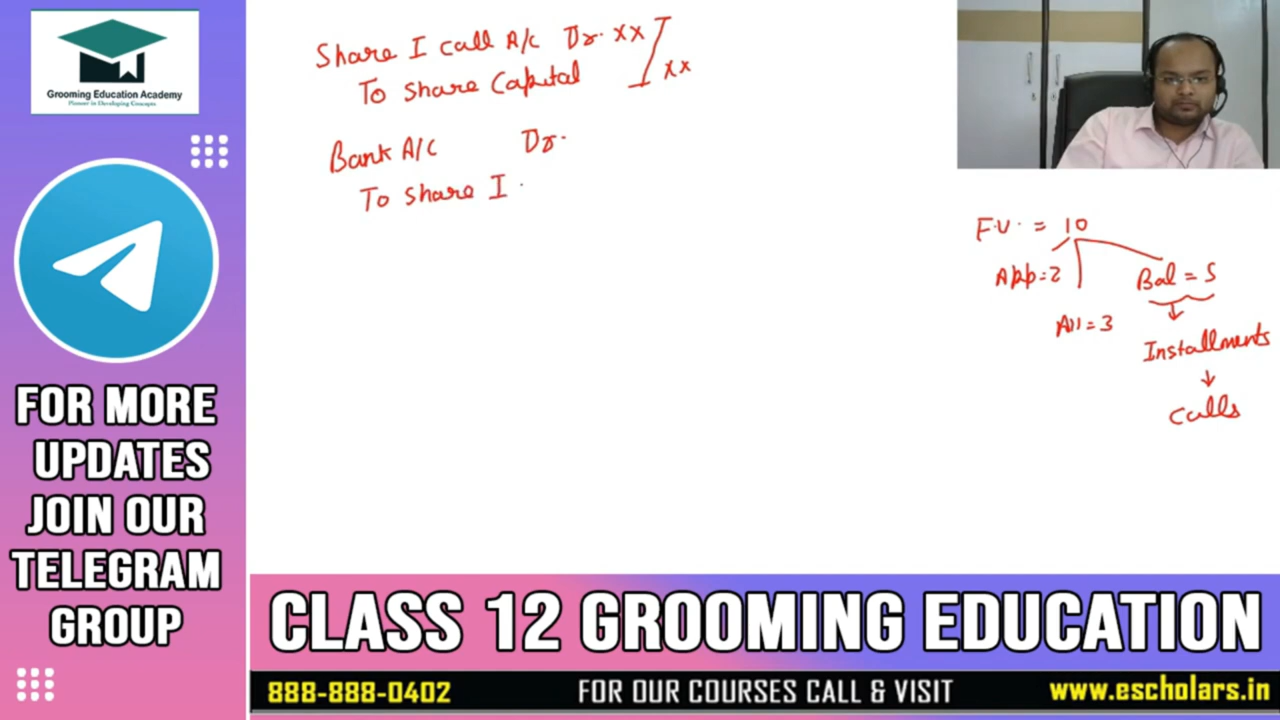 Grooming Education Academy
Pioneer in Developing Concepts
FOR MORE
UPDATES
JOIN OUR
TELEGRAM
GROUP
Share I call A/c Dr. xx
To Share Capital xx
Bank A/C Dr.
To Share I
F.V. = 10
App = 2
Bal = 5
All = 3
Installments
Calls
CLASS 12 GROOMING EDUCATION
888-888-0402 FOR OUR COURSES CALL & VISIT www.escholars.in